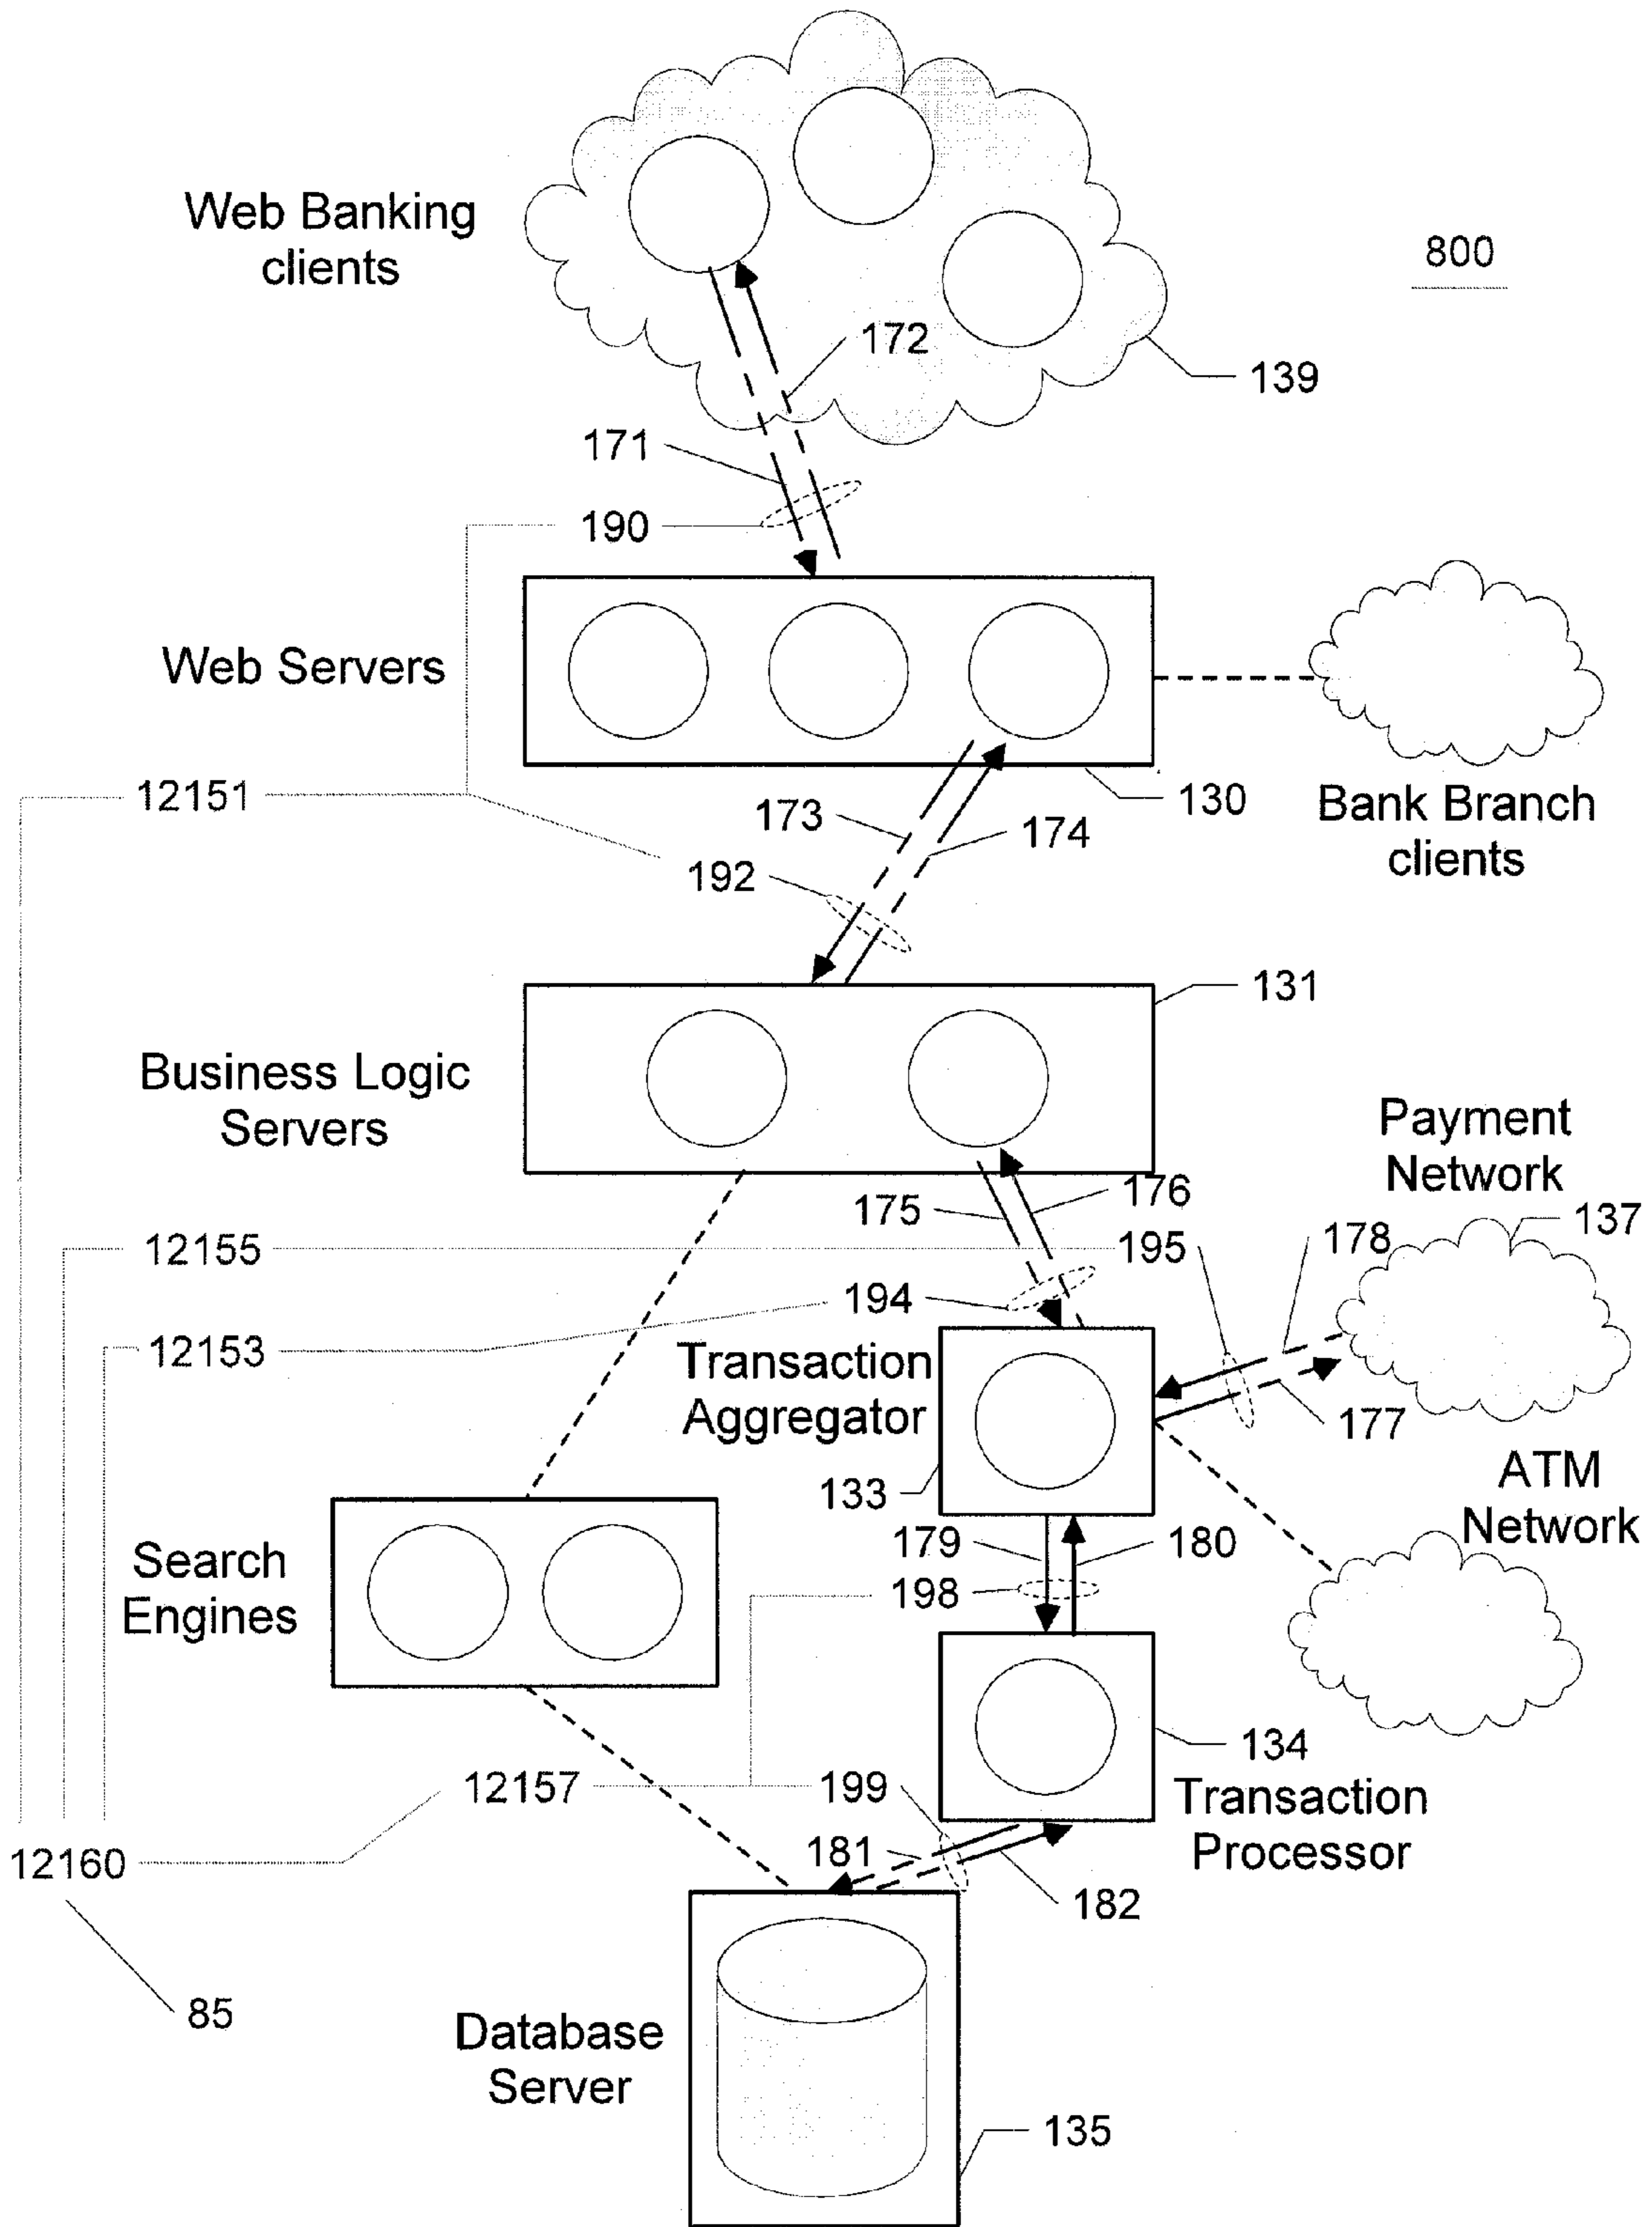 Web Banking
clients
800
172
139
171
190
Web Servers
12151
173
174
130
Bank Branch
clients
192
131
Business Logic
Servers
Payment
Network
175
176
137
12155
195
178
194
12153
Transaction
Aggregator
177
133
ATM
Network
179
180
Search
Engines
198
134
12157
199
Transaction
Processor
181
12160
182
85
Database
Server
135